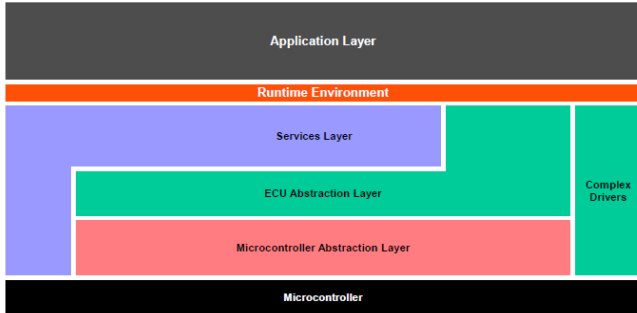 Application Layer
Runtime Environment
Services Layer
ECU Abstraction Layer
Complex
Drivers
Microcontroller Abstraction Layer
Microcontroller